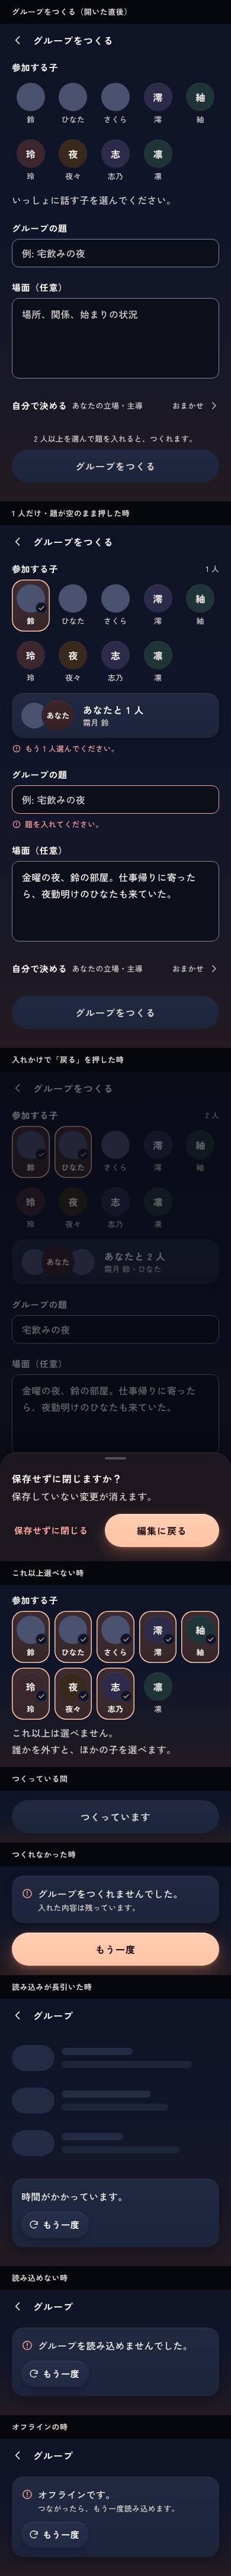 グループをつくる（開いた直後）
グループをつくる
参加する子
鈴 ひなた さくら 澪 澪 紬 紬
玲 玲 夜 夜々 志 志乃 凛 凛
いっしょに話す子を選んでください。
グループの題
例: 宅飲みの夜
場面（任意）
場所、関係、始まりの状況
自分で決める あなたの立場・主導 おまかせ
2 人以上を選んで題を入れると、つくれます。
グループをつくる
1 人だけ・題が空のまま押した時
グループをつくる
参加する子 1 人
鈴 ひなた さくら 澪 澪 紬 紬
玲 玲 夜 夜々 志 志乃 凛 凛
あなた あなたと 1 人
霜月 鈴
もう 1 人選んでください。
グループの題
例: 宅飲みの夜
題を入れてください。
場面（任意）
金曜の夜、鈴の部屋。仕事帰りに寄った
ら、夜勤明けのひなたも来ていた。
自分で決める あなたの立場・主導 おまかせ
グループをつくる
入れかけで「戻る」を押した時
グループをつくる
参加する子 2 人
鈴 ひなた さくら 澪 澪 紬 紬
玲 玲 夜 夜々 志 志乃 凛 凛
あなた あなたと 2 人
霜月 鈴・ひなた
グループの題
宅飲みの夜
場面（任意）
金曜の夜、鈴の部屋。仕事帰りに寄った
ら、夜勤明けのひなたも来ていた。
保存せずに閉じますか？
保存していない変更が消えます。
保存せずに閉じる 編集に戻る
これ以上選べない時
参加する子
鈴 ひなた さくら 澪 澪 紬 紬
玲 玲 夜 夜々 志 志乃 凛 凛
これ以上は選べません。
誰かを外すと、ほかの子を選べます。
つくっている間
つくっています
つくれなかった時
グループをつくれませんでした。
入れた内容は残っています。
もう一度
読み込みが長引いた時
グループ
時間がかかっています。
もう一度
読み込めない時
グループ
グループを読み込めませんでした。
もう一度
オフラインの時
グループ
オフラインです。
つながったら、もう一度読み込めます。
もう一度